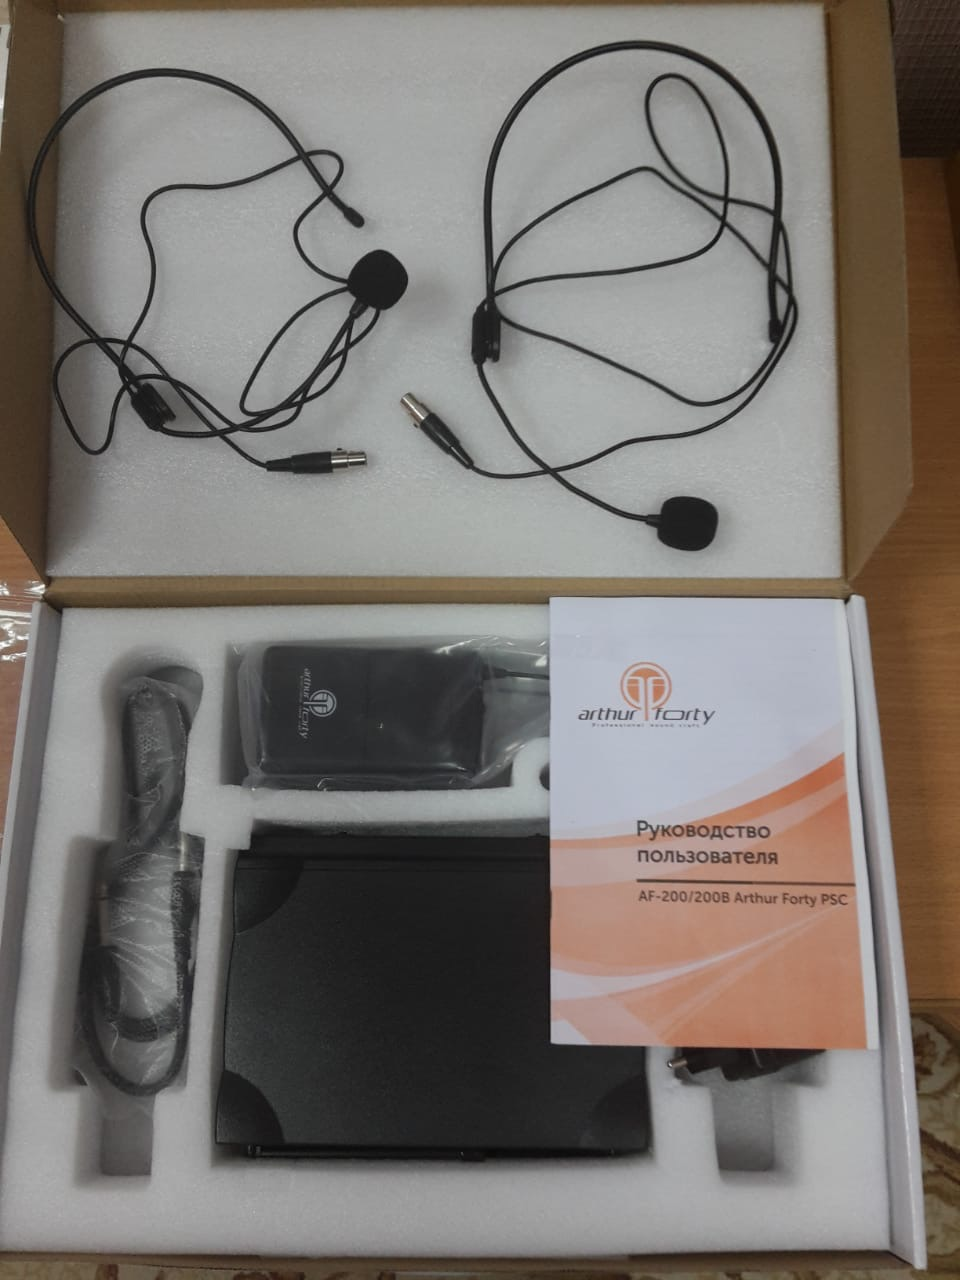 arthur forty
arthur forty
Professional sound craft
Руководство
пользователя
AF-200/200B Arthur Forty PSC